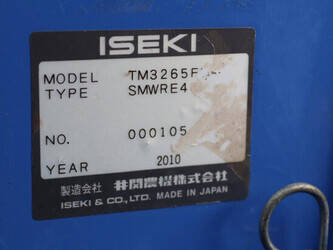 ISEKI
MODEL TM3265F
TYPE SMWRE4
NO. 000105
YEAR 2010
製造会社 井関農機株式会社
ISEKI & CO., LTD. MADE IN JAPAN